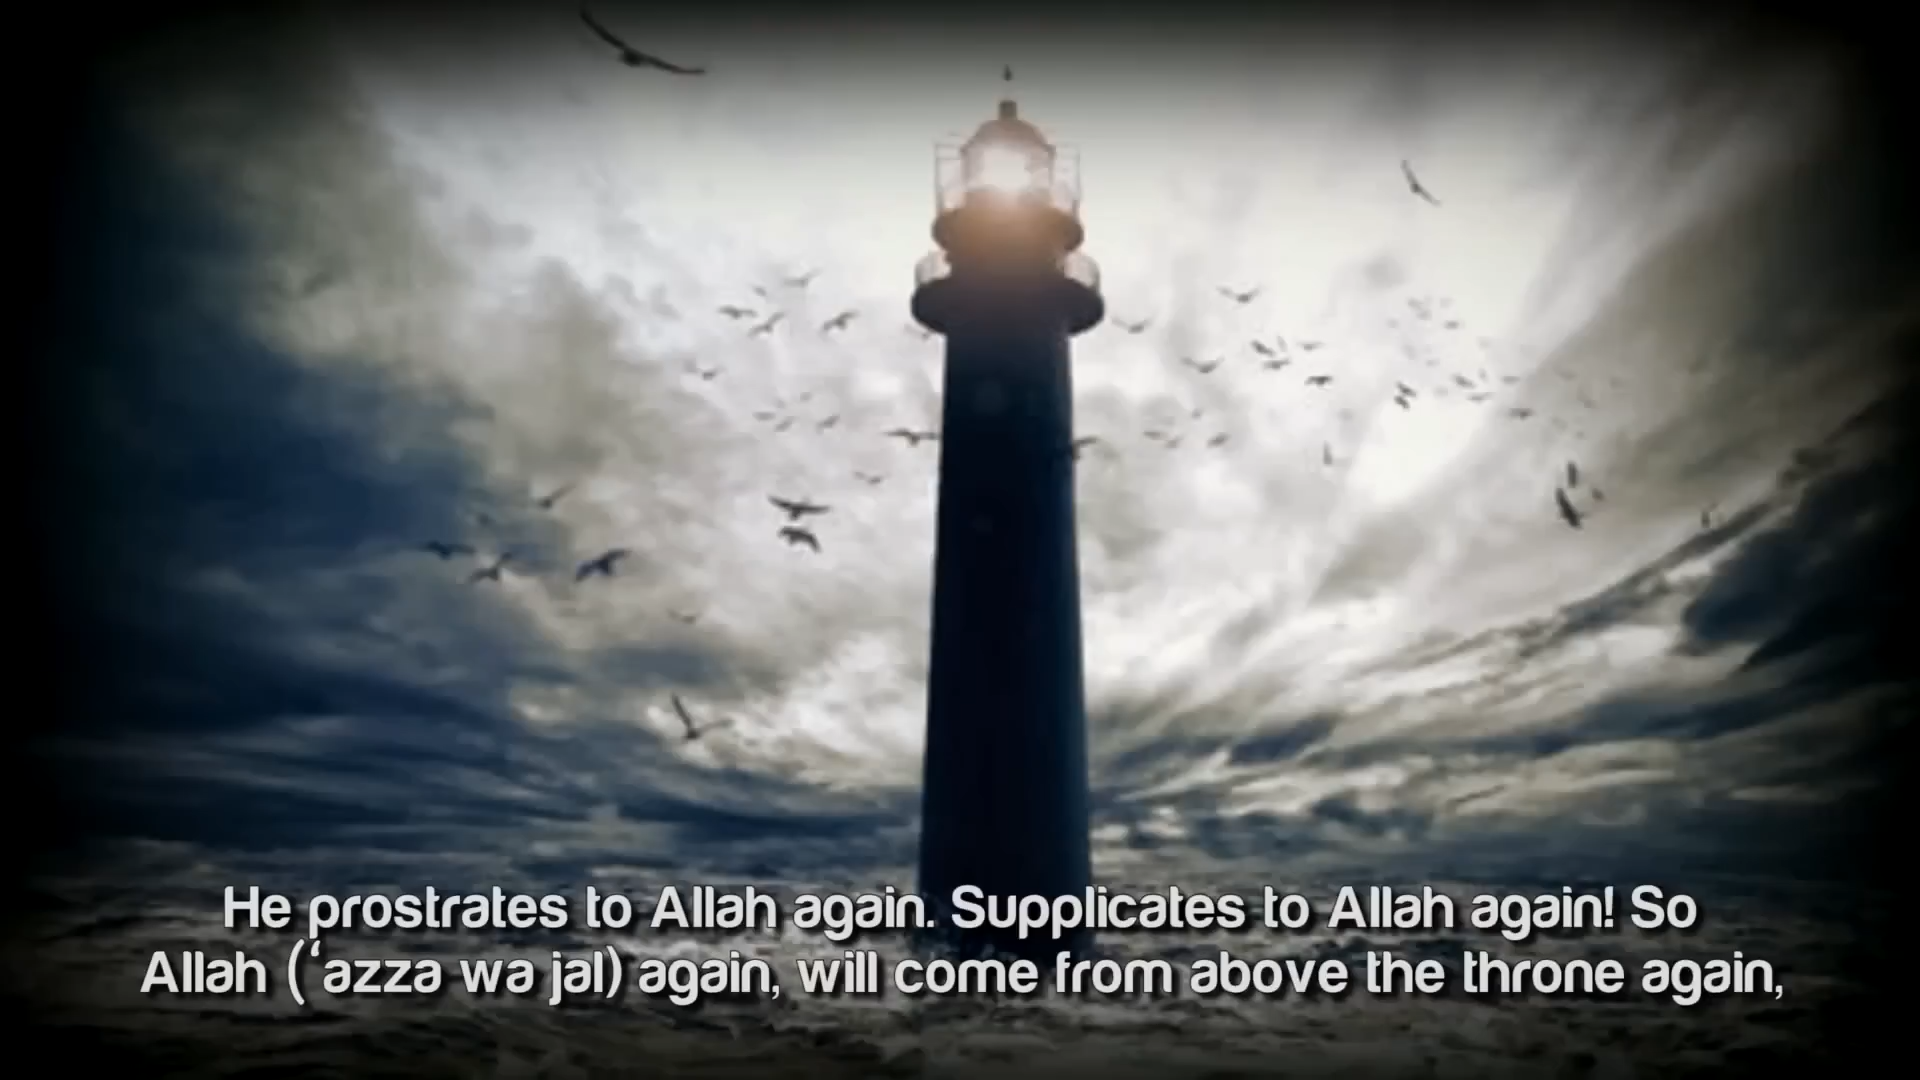 He prostrates to Allah again. Supplicates to Allah again! So
Allah (‘azza wa jal) again, will come from above the throne again,